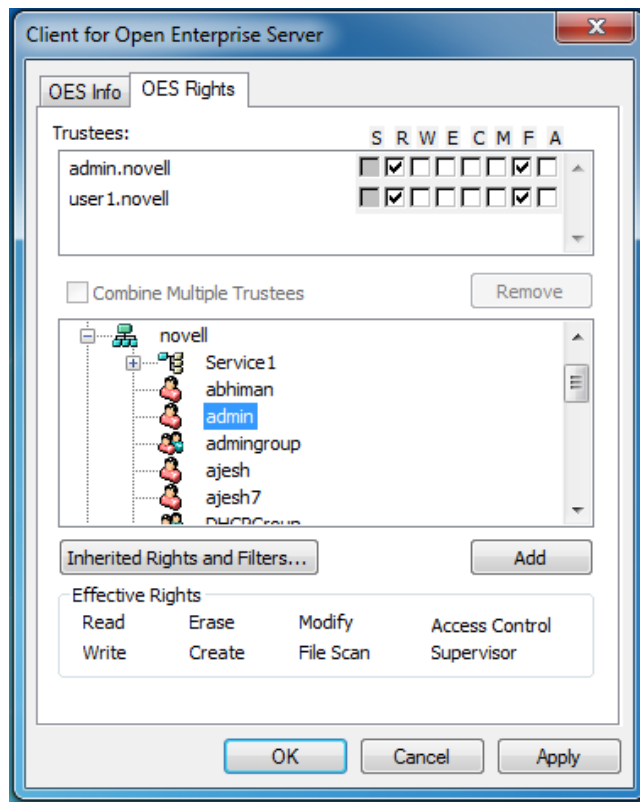 Client for Open Enterprise Server
OES Info OES Rights
Trustees: S R W E C M F A
admin.novell
user1.novell
Combine Multiple Trustees Remove
novell
Service1
abhiman
admin
admingroup
ajesh
ajesh7
DHCPGroup
Inherited Rights and Filters... Add
Effective Rights
Read Erase Modify Access Control
Write Create File Scan Supervisor
OK Cancel Apply